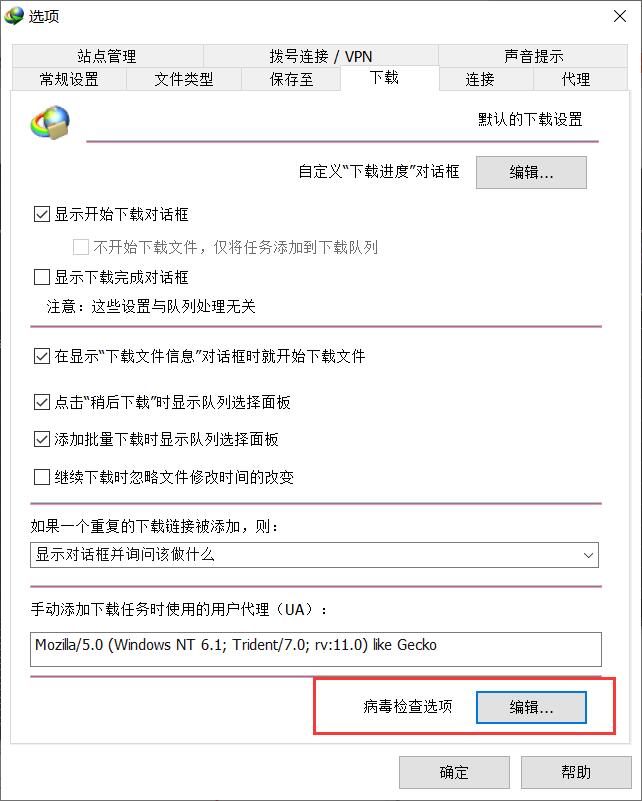 选项
站点管理
拨号连接 / VPN
声音提示
常规设置
文件类型
保存至
下载
连接
代理
默认的下载设置
自定义“下载进度”对话框
编辑...
显示开始下载对话框
不开始下载文件，仅将任务添加到下载队列
显示下载完成对话框
注意：这些设置与队列处理无关
在显示“下载文件信息”对话框时就开始下载文件
点击“稍后下载”时显示队列选择面板
添加批量下载时显示队列选择面板
继续下载时忽略文件修改时间的改变
如果一个重复的下载链接被添加，则：
显示对话框并询问该做什么
手动添加下载任务时使用的用户代理（UA）：
Mozilla/5.0 (Windows NT 6.1; Trident/7.0; rv:11.0) like Gecko
病毒检查选项
编辑...
确定
帮助